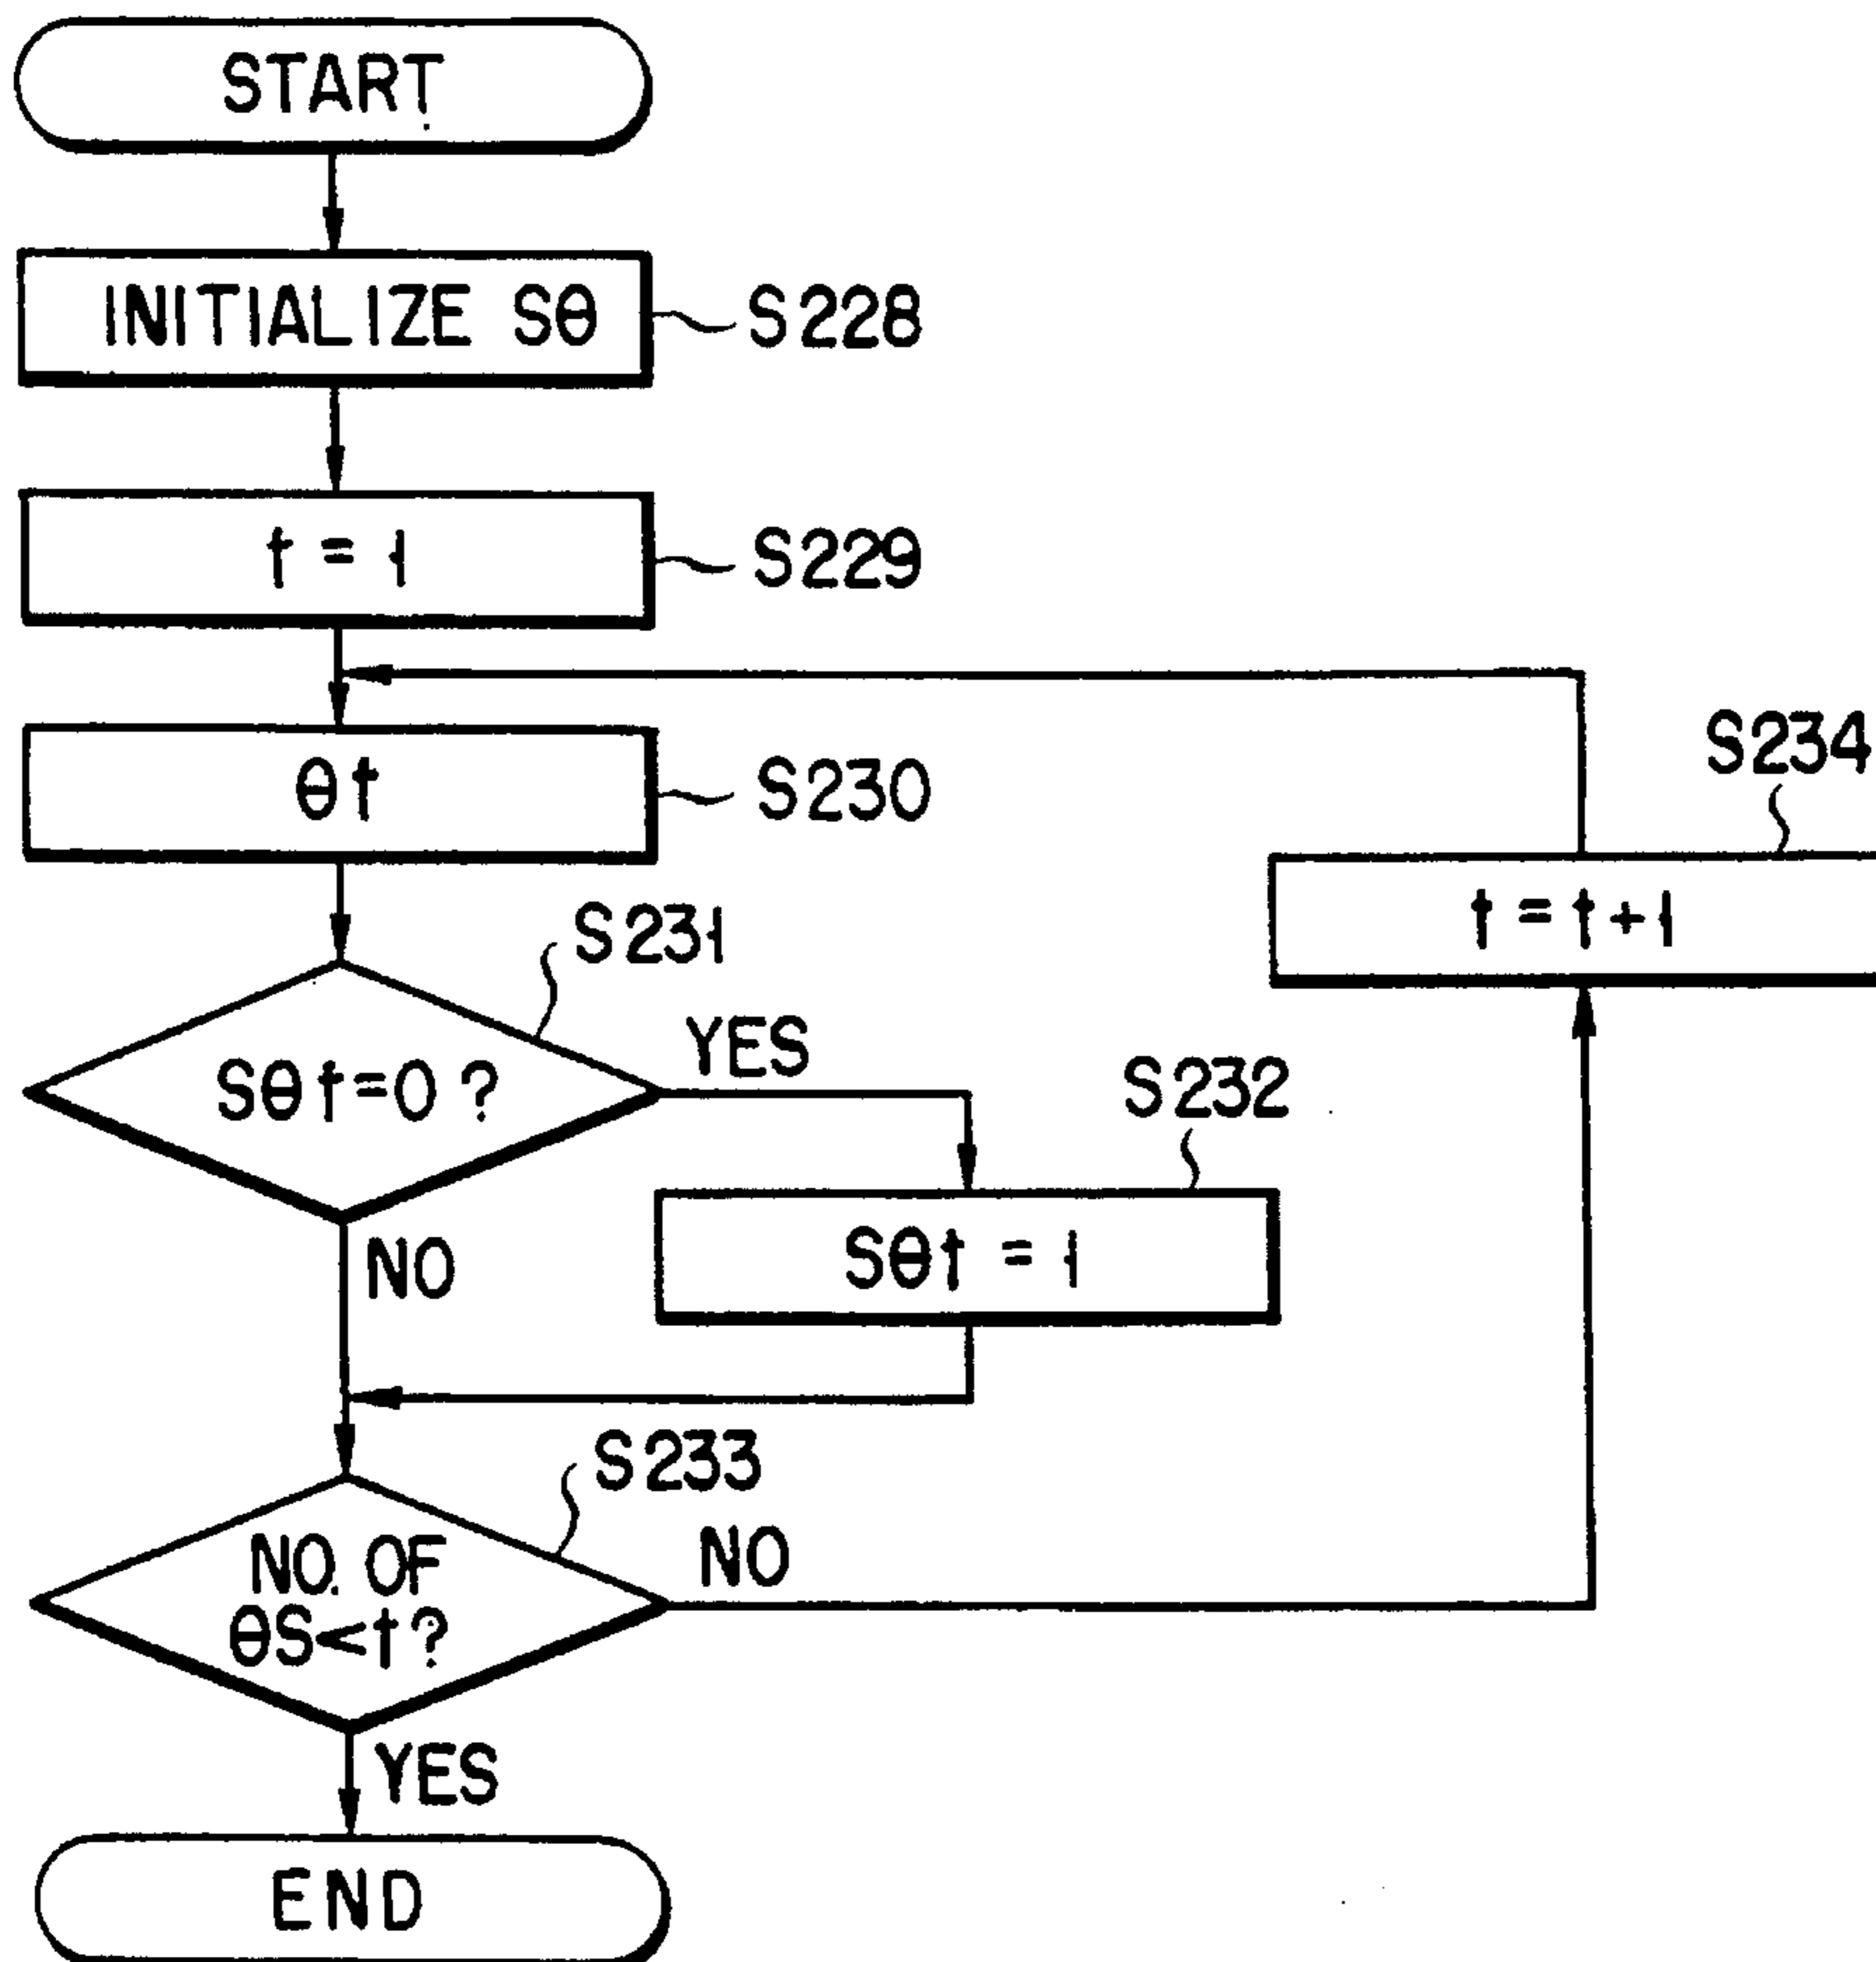 START
INITIALIZE Sθ
S228
t = 1
S229
θt
S230
S234
t = t + 1
S231
Sθt=0 ?
YES
S232
Sθt = 1
NO
S233
NO. OF
θS<t?
NO
YES
END